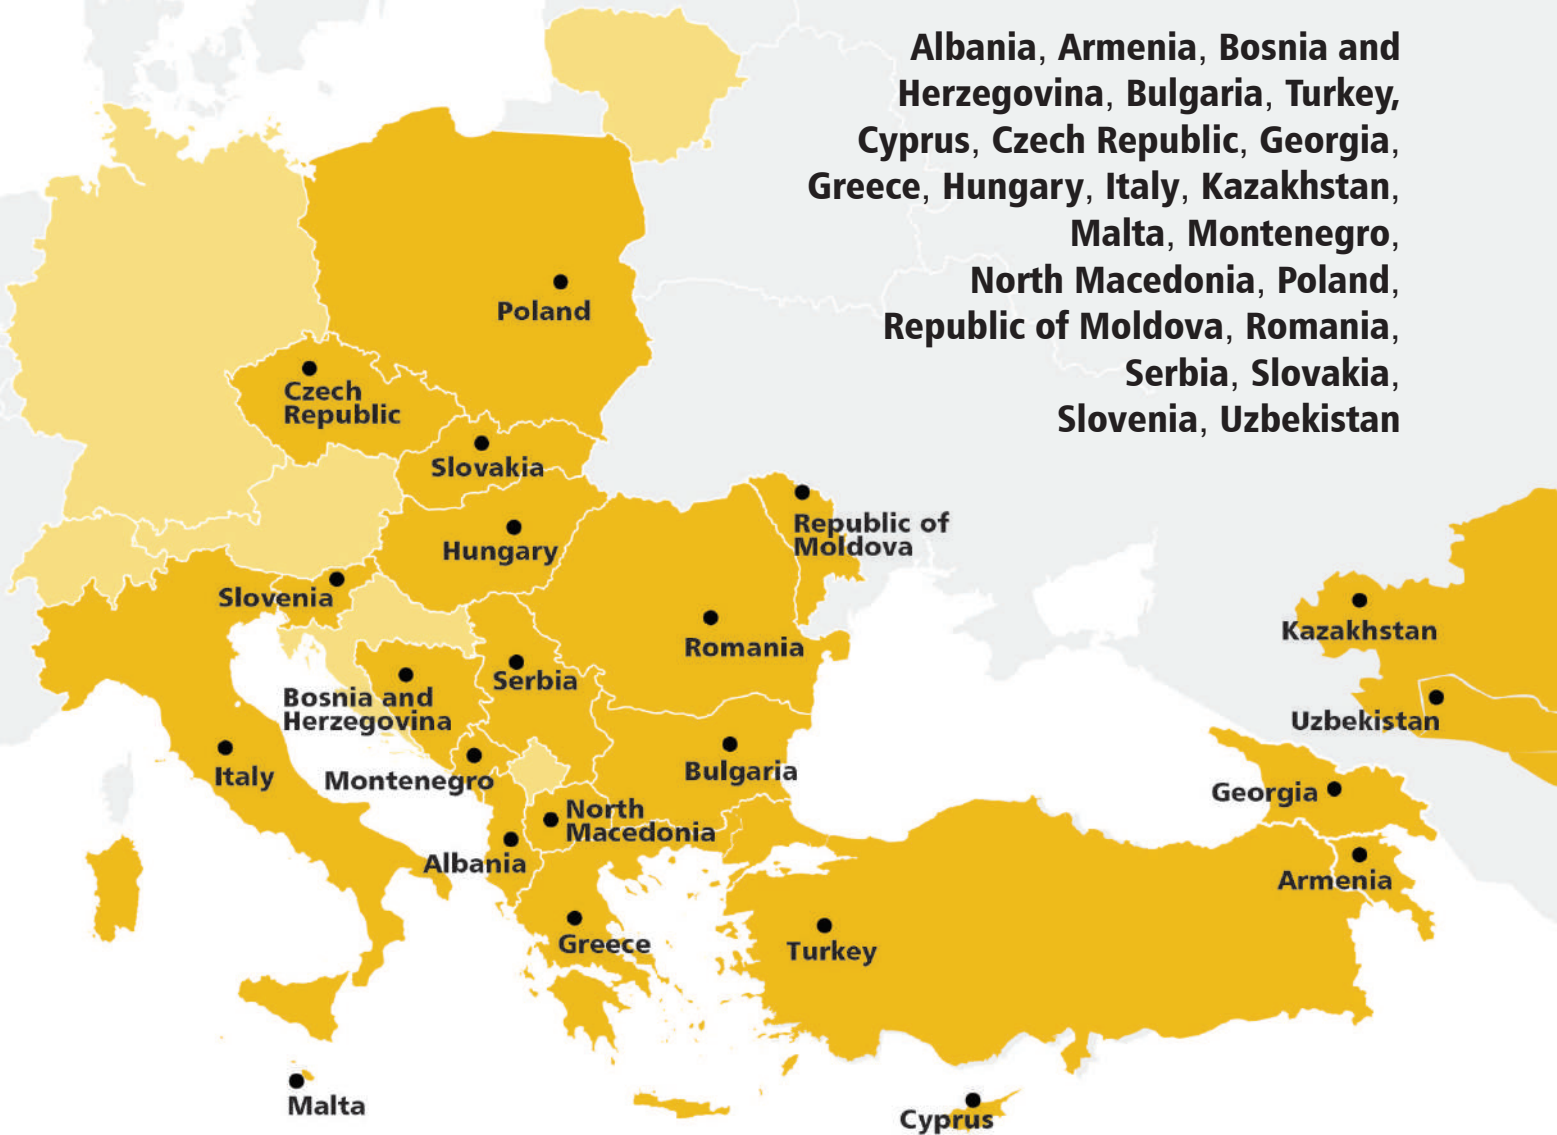 Albania, Armenia, Bosnia and
Herzegovina, Bulgaria, Turkey,
Cyprus, Czech Republic, Georgia,
Greece, Hungary, Italy, Kazakhstan,
Malta, Montenegro,
North Macedonia, Poland,
Republic of Moldova, Romania,
Serbia, Slovakia,
Slovenia, Uzbekistan
Poland
Czech
Republic
Slovakia
Republic of
Moldova
Hungary
Slovenia
Kazakhstan
Romania
Serbia
Bosnia and
Herzegovina
Uzbekistan
Italy
Montenegro
Bulgaria
Georgia
North
Macedonia
Albania
Armenia
Greece
Turkey
Malta
Cyprus